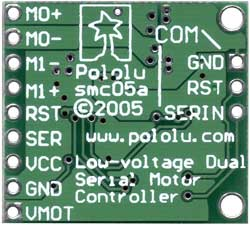 M0+
M0-
M1-
M1+
RST
SER
VCC
GND
VMOT
COM
GND
RST
SERIN
Pololu
smc05a
©2005
www.pololu.com
Low-voltage Dual
Serial Motor
Controller